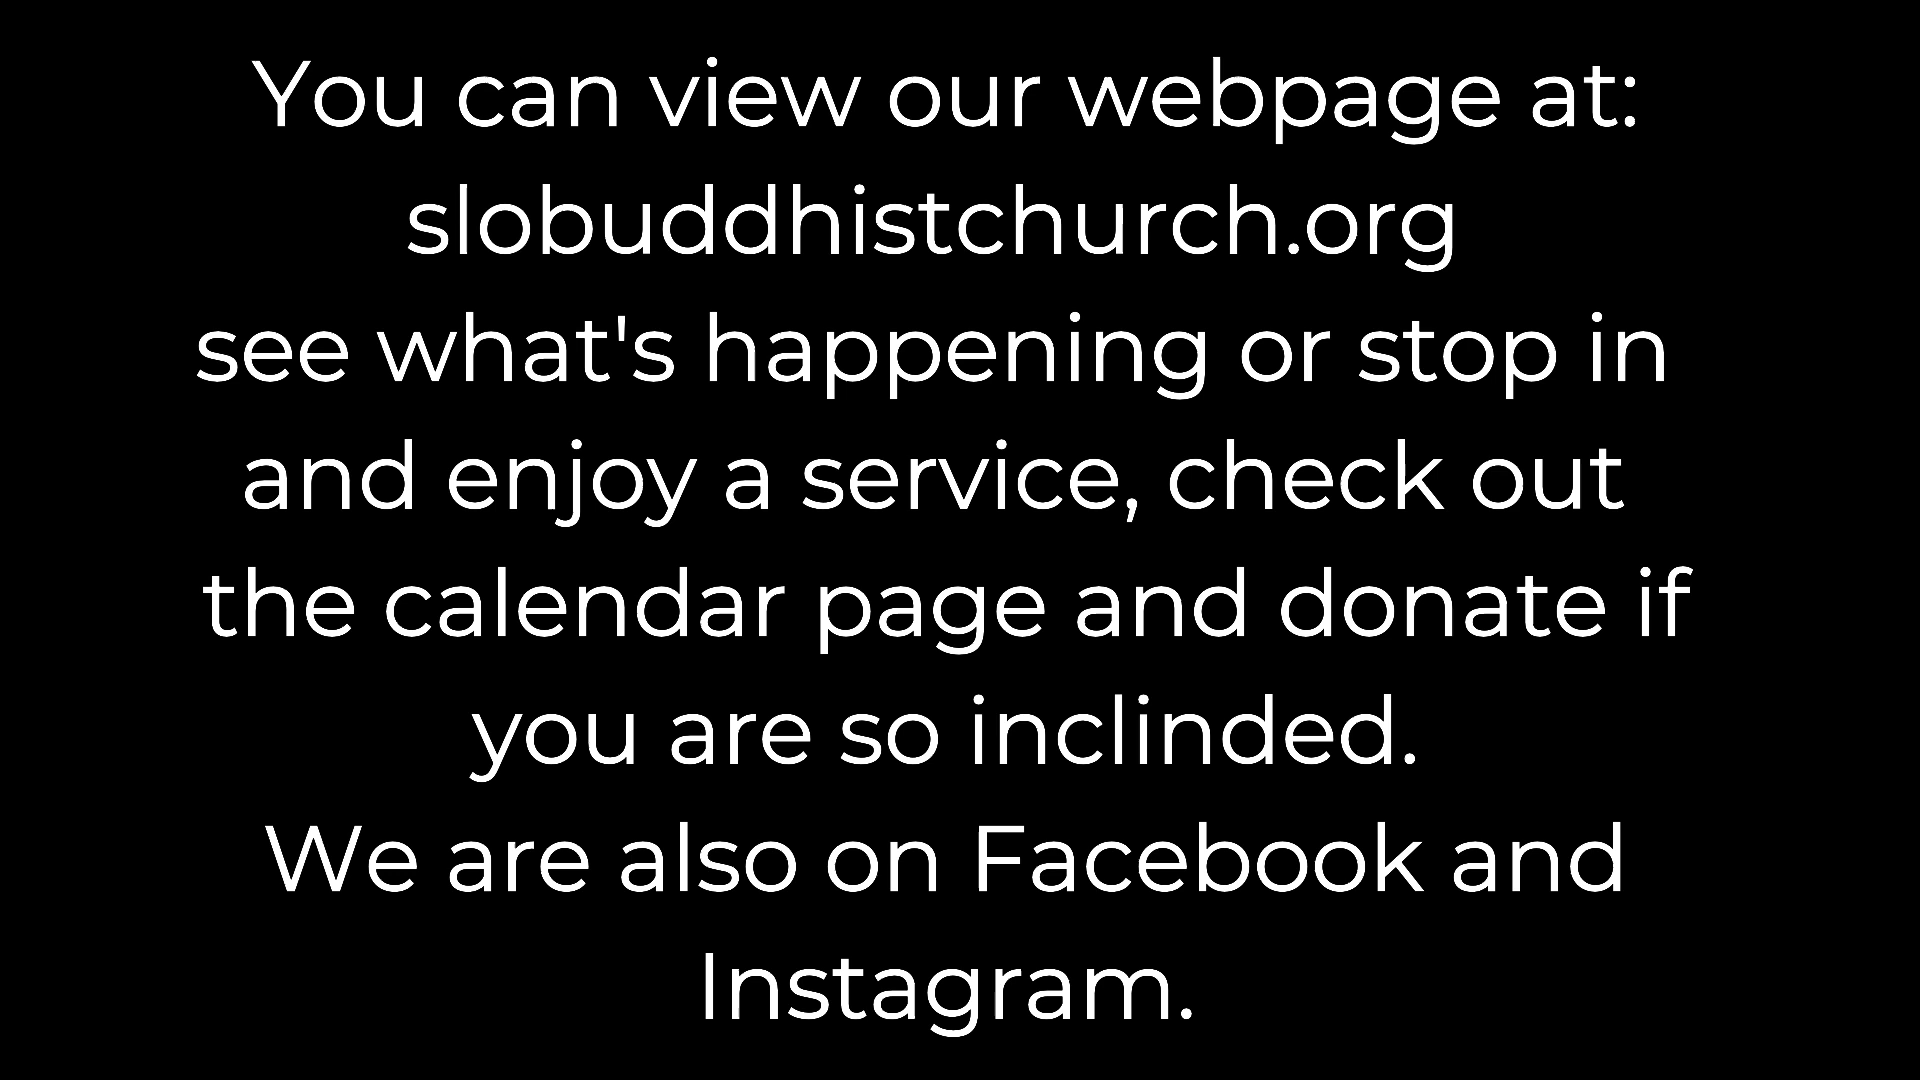 You can view our webpage at:
slobuddhistchurch.org
see what's happening or stop in
and enjoy a service, check out
the calendar page and donate if
you are so inclinded.
We are also on Facebook and
Instagram.